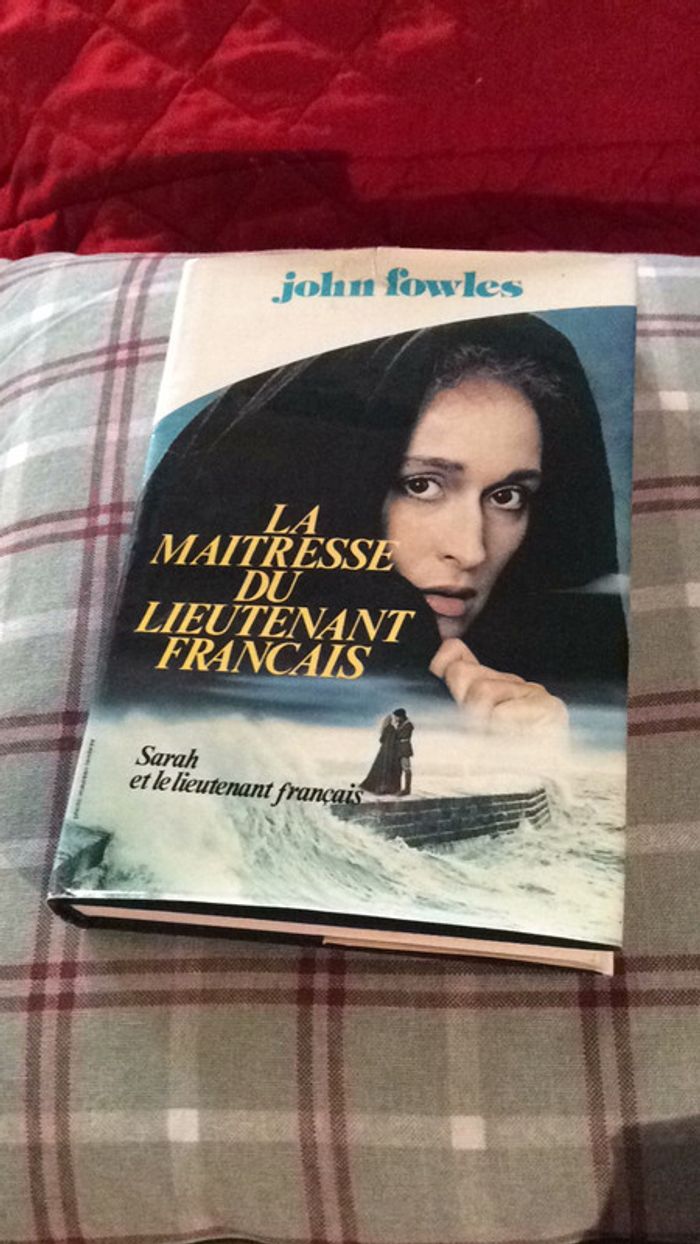 john fowles
LA
MAITRESSE
DU
LIEUTENANT
FRANCAIS
Sarah
et le lieutenant français